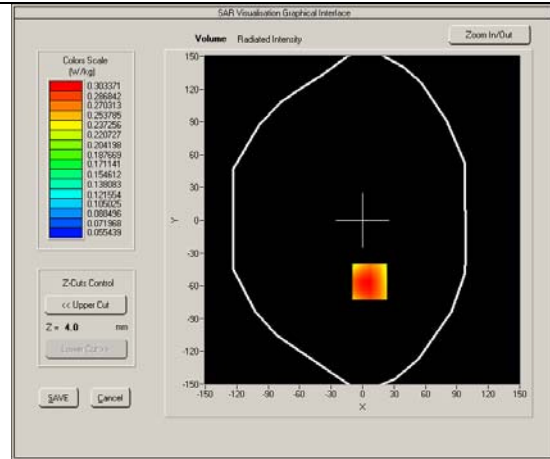 SAR Visualisation Graphical Interface
Volume Radiated Intensity
Zoom In/Out
Colors Scale
(W/kg)
0.303371
0.286842
0.270313
0.253785
0.237256
0.220727
0.204198
0.187669
0.171141
0.154612
0.138083
0.121554
0.105025
0.088496
0.071968
0.055439
Z-Cuts Control
<< Upper Cut
Z = 4.0 mm
SAVE
Cancel
150
120
90
60
30
0
-30
-60
-90
-120
-150
Y
-150 -120 -90 -60 -30 0 30 60 90 120 150
X